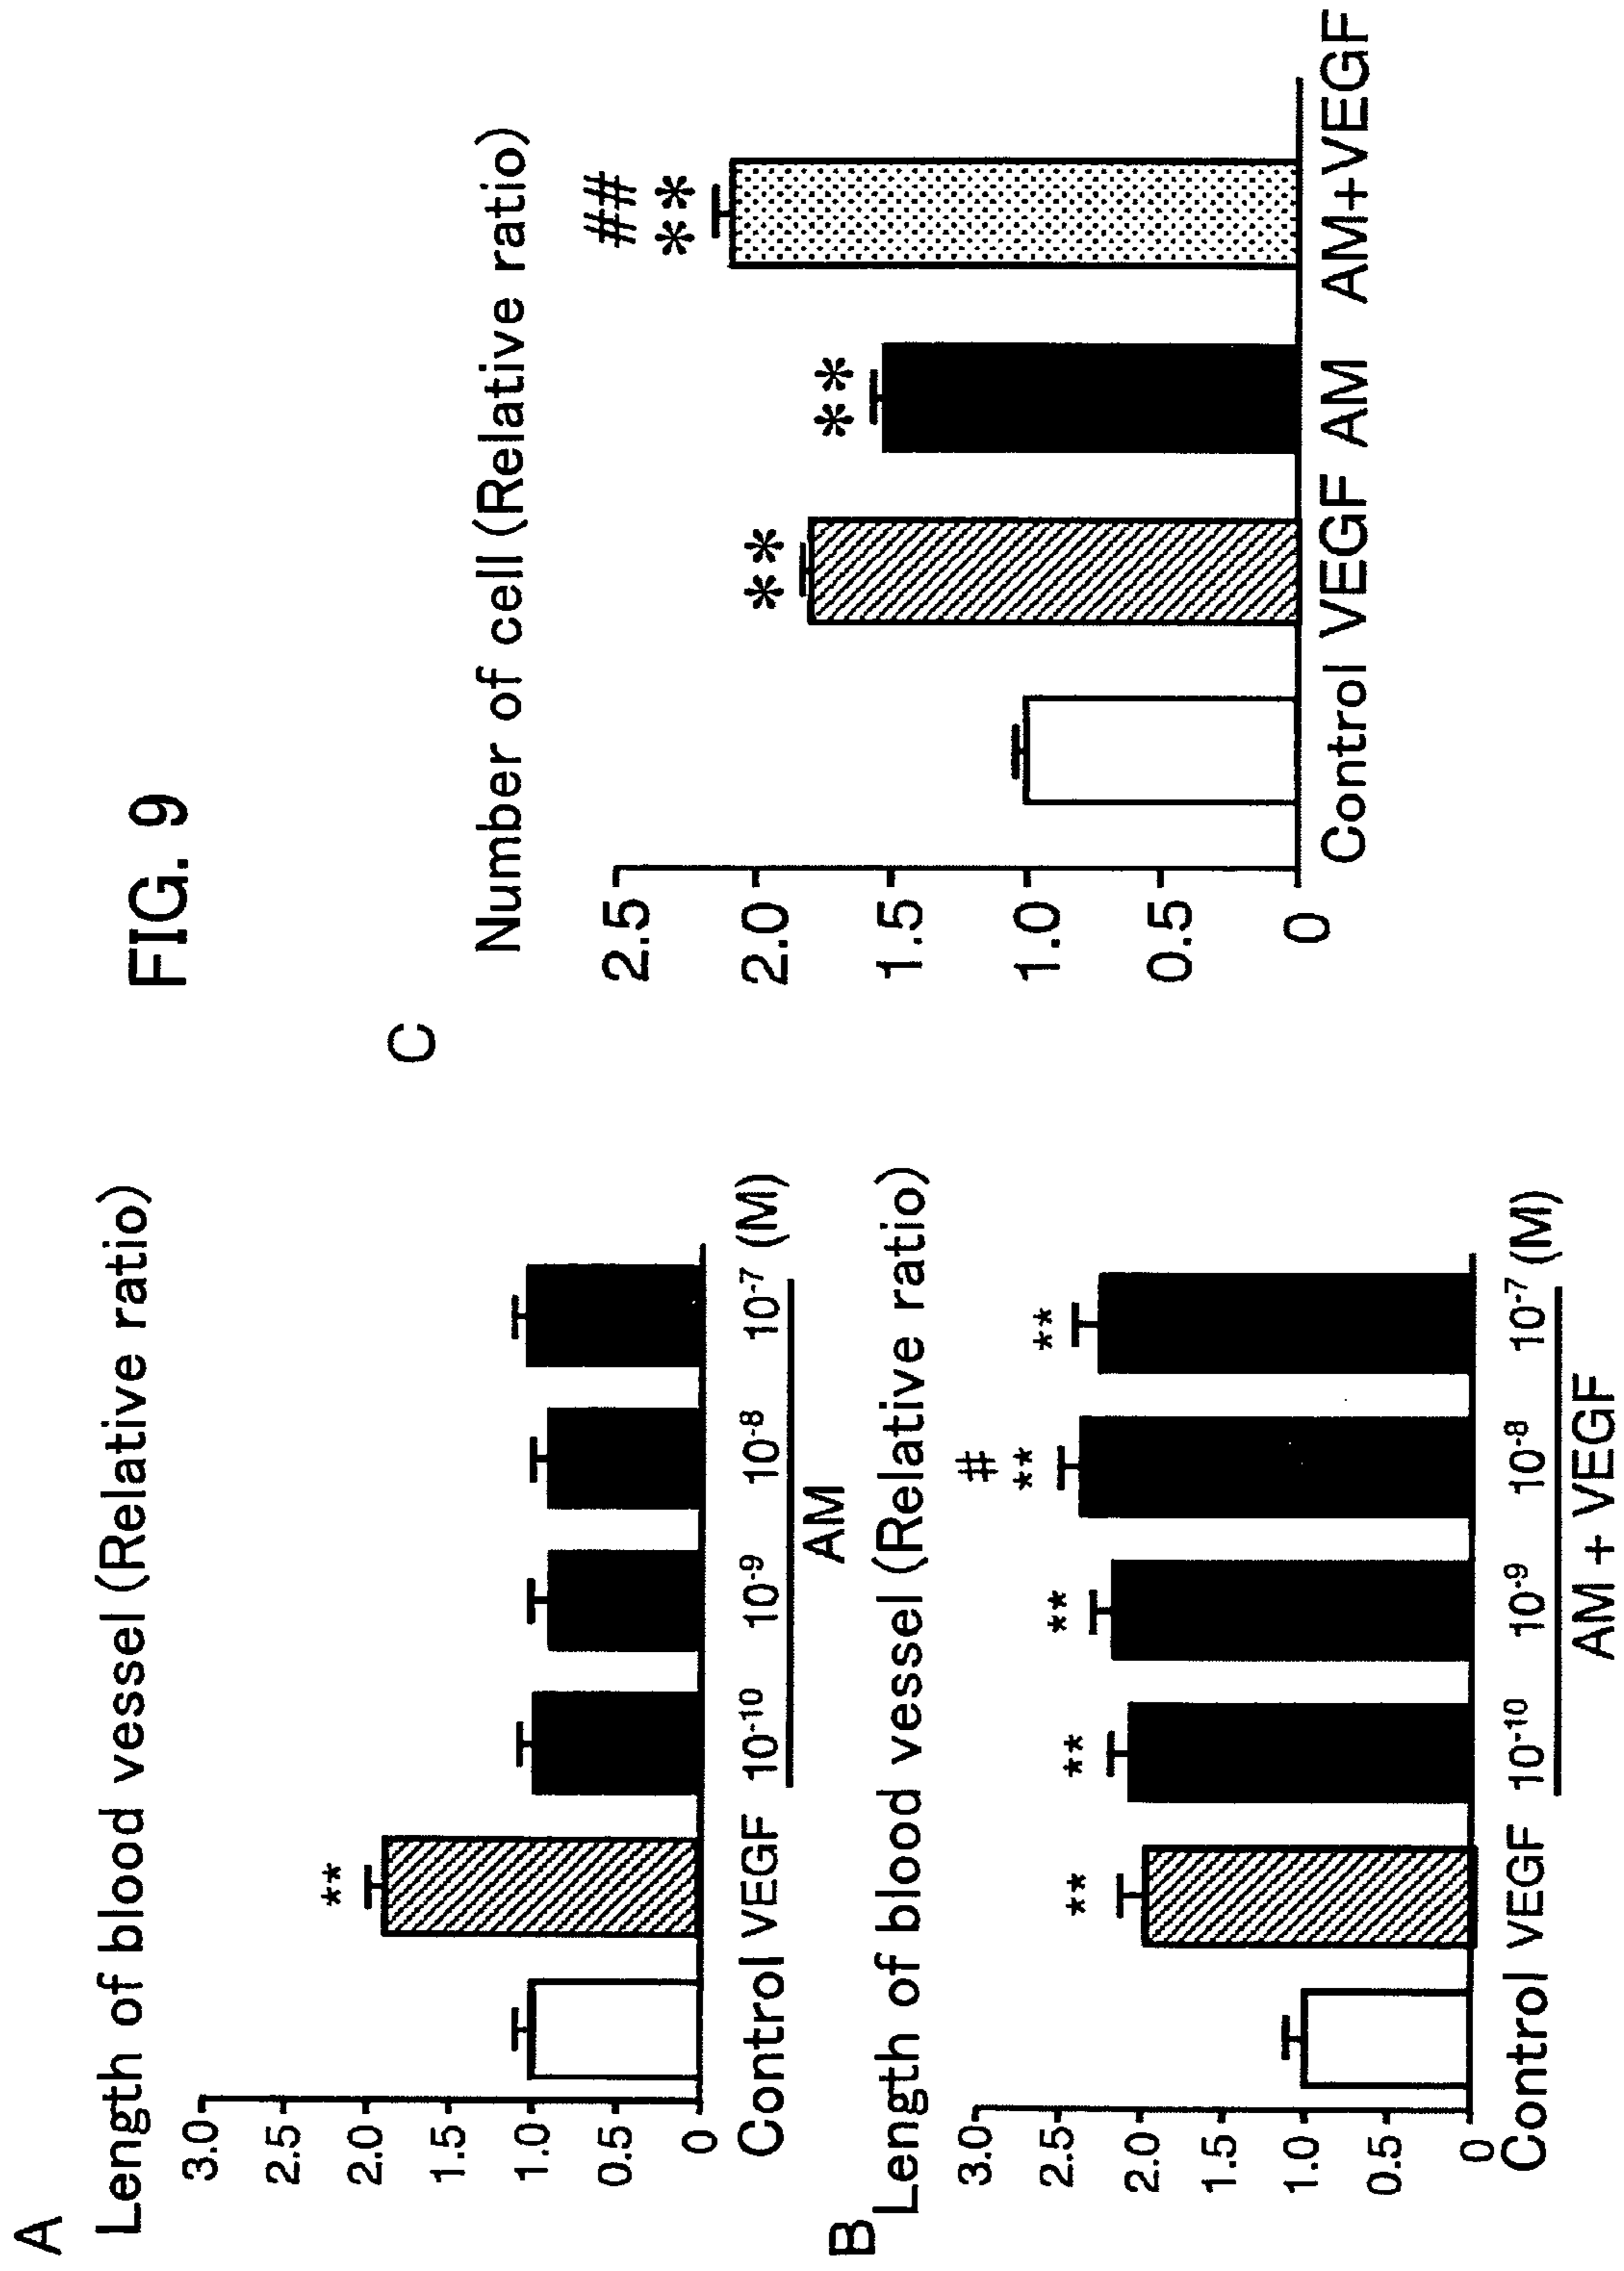 FIG. 9
A
Length of blood vessel (Relative ratio)
3.0
2.5
2.0
1.5
1.0
0.5
0
**
Control VEGF 10-10 10-9 10-8 10-7 (M)
AM
B
Length of blood vessel (Relative ratio)
3.0
2.5
2.0
1.5
1.0
0.5
0
#
** ** ** ** **
Control VEGF 10-10 10-9 10-8 10-7 (M)
AM + VEGF
C
Number of cell (Relative ratio)
2.5
2.0
1.5
1.0
0.5
0
##
** ** **
Control VEGF AM AM+VEGF